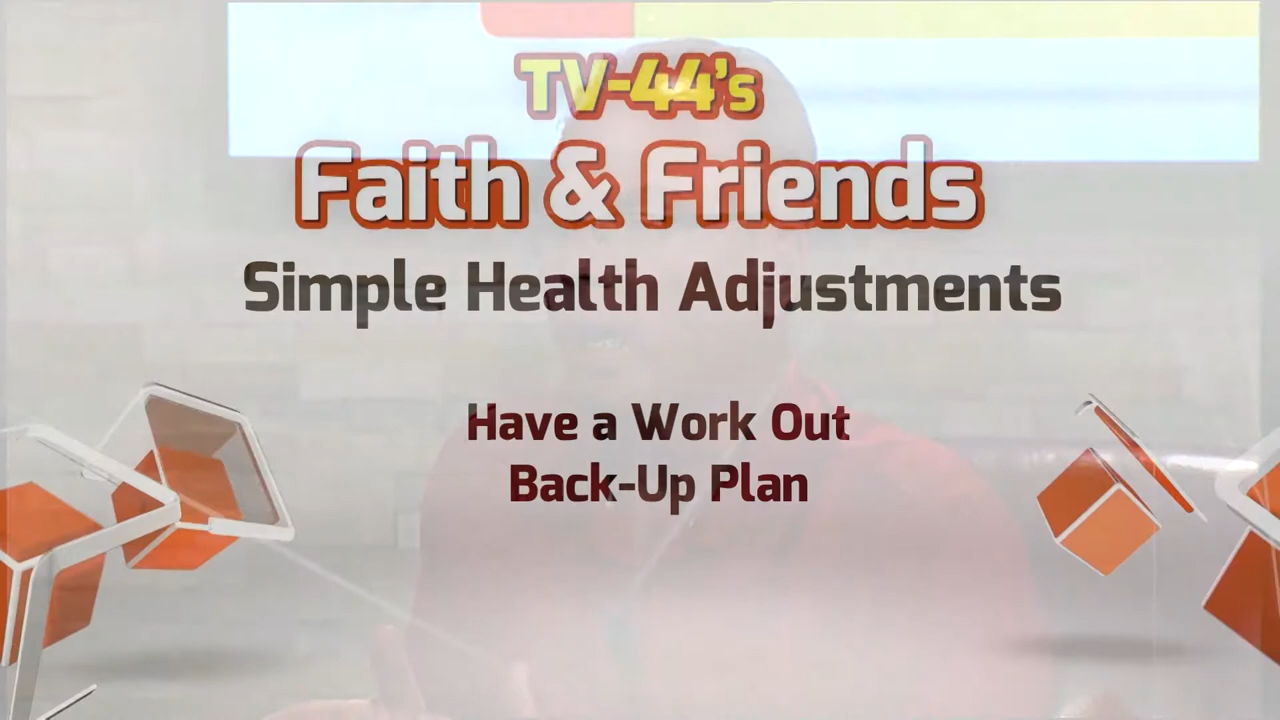 TV-44's
Faith & Friends
Simple Health Adjustments
Have a Work Out
Back-Up Plan